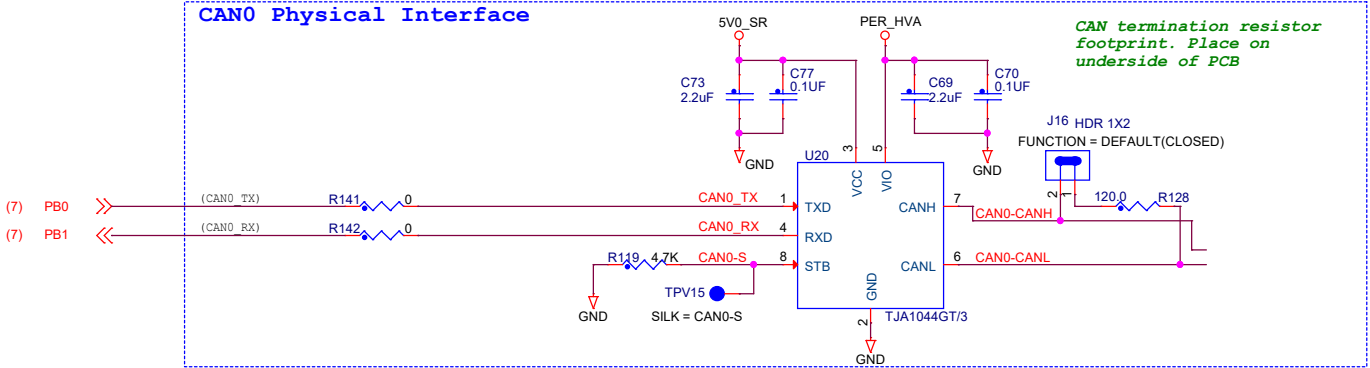 CAN0 Physical Interface
5V0_SR
PER_HVA
CAN termination resistor
footprint. Place on
underside of PCB
C73
2.2uF
C77
0.1UF
C69
2.2uF
C70
0.1UF
J16 HDR 1X2
FUNCTION = DEFAULT(CLOSED)
GND
GND
U20
3
5
VCC
VIO
2
1
(7) PB0
(CAN0_TX)
R141
0
CAN0_TX
1
TXD
CANH
7
CAN0-CANH
120.0
R128
(7) PB1
(CAN0_RX)
R142
0
CAN0_RX
4
RXD
R119
4.7K
CAN0-S
8
STB
CANL
6
CAN0-CANL
TPV15
GND
GND
SILK = CAN0-S
2
TJA1044GT/3
GND